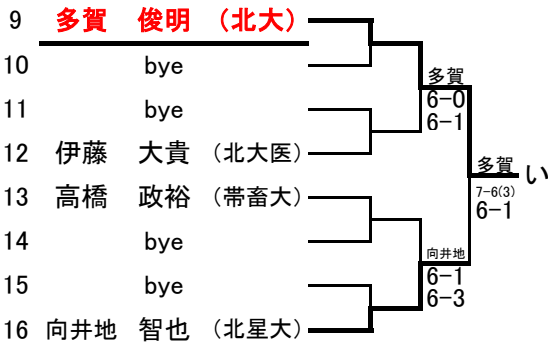 9 多賀 俊明 (北大)
10 bye
11 bye
12 伊藤 大貴 (北大医)
13 高橋 政裕 (帯畜大)
14 bye
15 bye
16 向井地 智也 (北星大)
多賀
6-0
6-1
向井地
6-1
6-3
多賀
7-6(3)
6-1
い